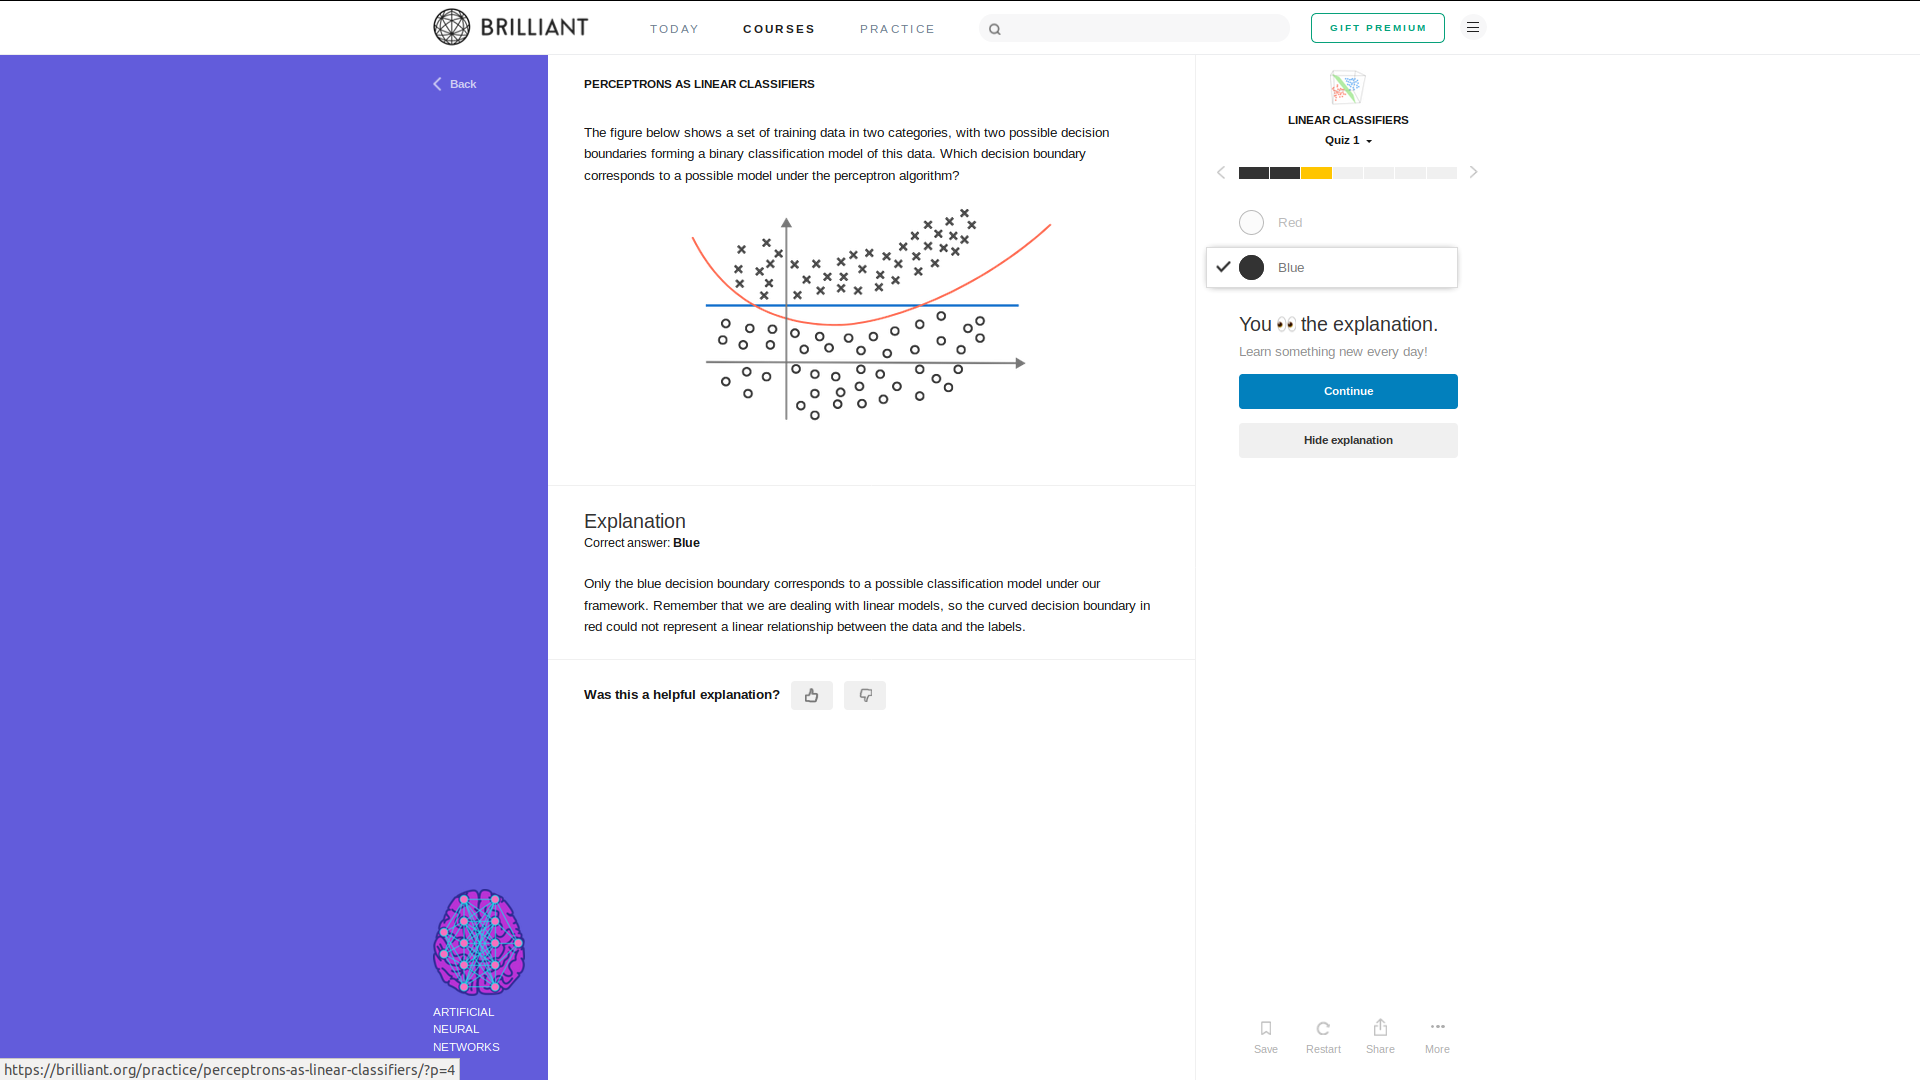 BRILLIANT
TODAY
COURSES
PRACTICE
GIFT PREMIUM
Back
PERCEPTRONS AS LINEAR CLASSIFIERS
The figure below shows a set of training data in two categories, with two possible decision
boundaries forming a binary classification model of this data. Which decision boundary
corresponds to a possible model under the perceptron algorithm?
Explanation
Correct answer: Blue
Only the blue decision boundary corresponds to a possible classification model under our
framework. Remember that we are dealing with linear models, so the curved decision boundary in
red could not represent a linear relationship between the data and the labels.
Was this a helpful explanation?
LINEAR CLASSIFIERS
Quiz 1
Red
Blue
You 👀 the explanation.
Learn something new every day!
Continue
Hide explanation
Save
Restart
Share
More
ARTIFICIAL
NEURAL
NETWORKS
https://brilliant.org/practice/perceptrons-as-linear-classifiers/?p=4